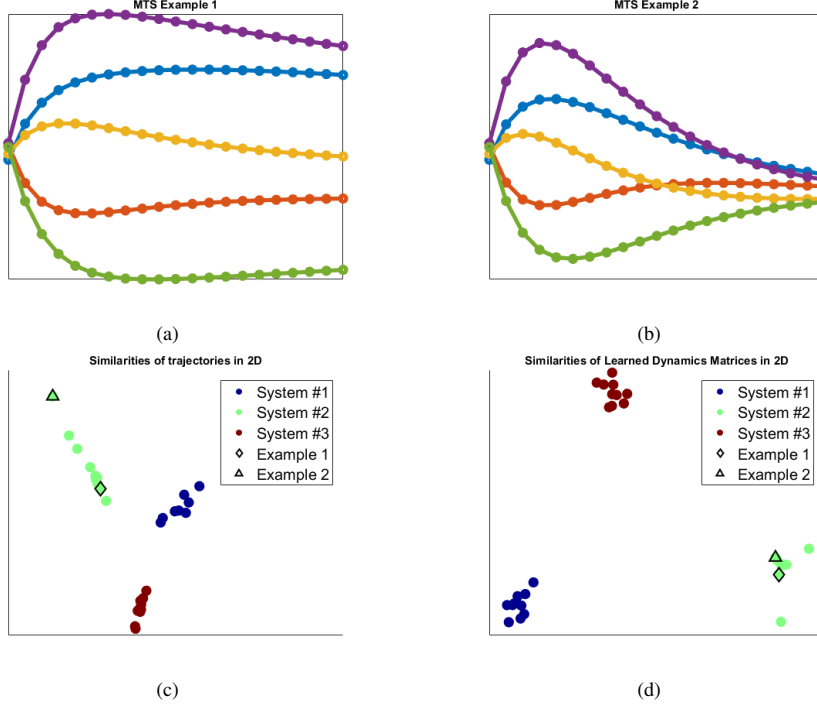 MTS Example 1
MTS Example 2
(a)
(b)
Similarities of trajectories in 2D
System #1
System #2
System #3
Example 1
Example 2
Similarities of Learned Dynamics Matrices in 2D
System #1
System #2
System #3
Example 1
Example 2
(c)
(d)